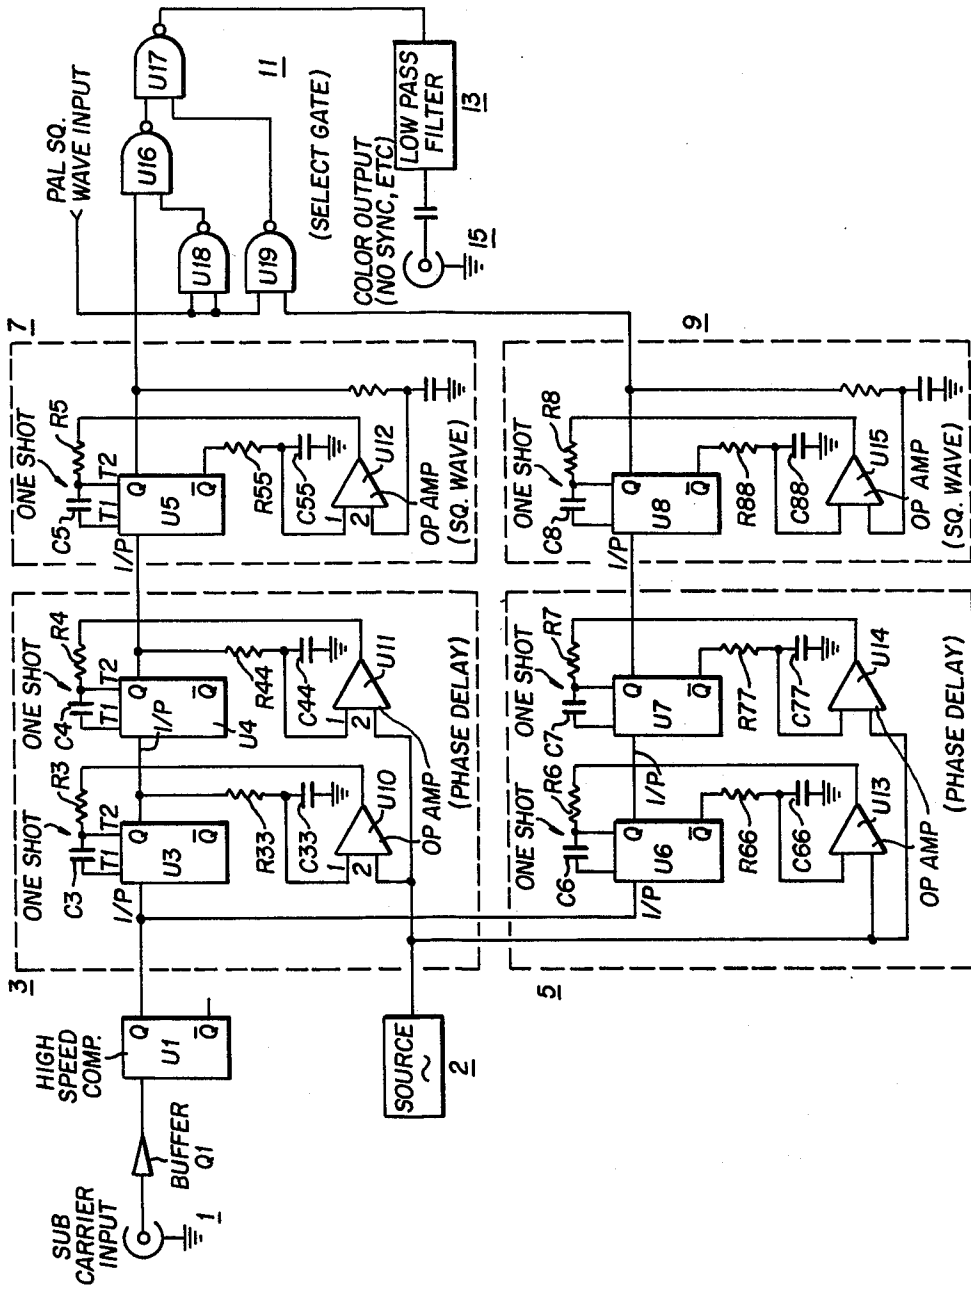 SUB
CARRIER
INPUT
1
BUFFER
Q1
HIGH
SPEED
COMP.
Q
U1
Q̅
SOURCE
~
2
3
ONE SHOT
C3
R3
T1
T2
I/P
Q
U3
Q̅
R33
C33
1
2
U10
OP AMP
ONE SHOT
C4
R4
T1
T2
I/P
Q
Q̅
U4
R44
C44
1
2
U11
(PHASE DELAY)
7
ONE SHOT
C5
R5
T1
T2
I/P
Q
U5
Q̅
R55
C55
1
2
U12
OP AMP
(SQ. WAVE)
5
ONE SHOT
C6
R6
I/P
Q
U6
Q̅
R66
C66
U13
OP AMP
ONE SHOT
C7
R7
I/P
Q
U7
Q̅
R77
C77
U14
(PHASE DELAY)
9
ONE SHOT
C8
R8
I/P
Q
U8
Q̅
R88
C88
U15
OP AMP
(SQ. WAVE)
PAL SQ.
WAVE INPUT
U16
U17
U18
U19
11
(SELECT GATE)
LOW PASS
FILTER
13
COLOR OUTPUT
(NO SYNC, ETC)
15